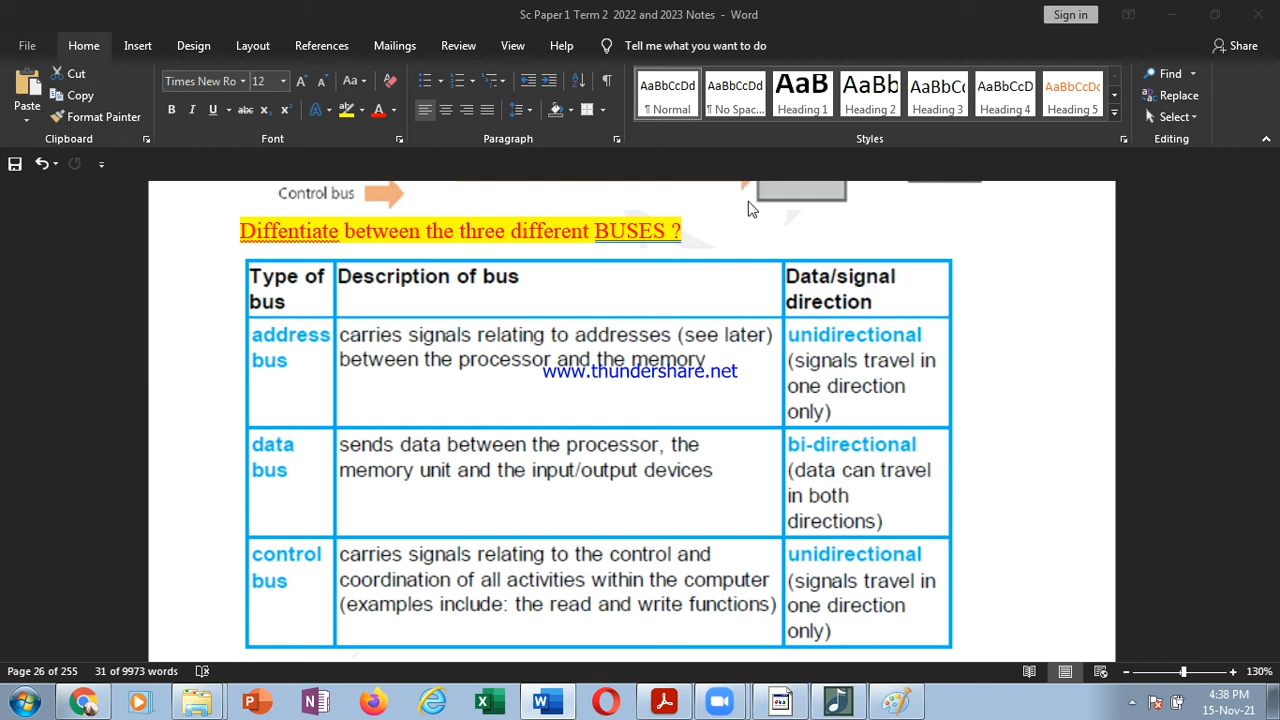 Sc Paper 1 Term 2 2022 and 2023 Notes - Word
Sign in
File Home Insert Design Layout References Mailings Review View Help Tell me what you want to do Share
Paste
Cut
Copy
Format Painter
Clipboard
Times New Ro 12
Font
Paragraph
AaBbCcDd ¶ Normal
AaBbCcDd ¶ No Spac...
AaB Heading 1
AaBb Heading 2
AaBbCc Heading 3
AaBbCcD Heading 4
AaBbCcDd Heading 5
Styles
Find
Replace
Select
Editing
Control bus
Diffentiate between the three different BUSES ?
Type of bus
Description of bus
Data/signal direction
address bus
carries signals relating to addresses (see later)
between the processor and the memory
unidirectional
(signals travel in
one direction
only)
www.thundershare.net
data bus
sends data between the processor, the
memory unit and the input/output devices
bi-directional
(data can travel
in both
directions)
control bus
carries signals relating to the control and
coordination of all activities within the computer
(examples include: the read and write functions)
unidirectional
(signals travel in
one direction
only)
Page 26 of 255 31 of 9973 words
130%
4:38 PM
15-Nov-21